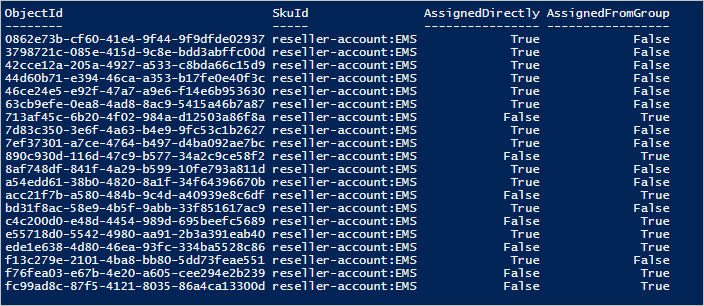 ObjectId SkuId AssignedDirectly AssignedFromGroup
-------- ----- ---------------- -----------------
0862e73b-cf60-41e4-9f44-9f9dfde02937 reseller-account:EMS True False
3798721c-085e-415d-9c8e-bdd3abffc00d reseller-account:EMS True False
42cce12a-205a-4927-a533-c8bda66c15d9 reseller-account:EMS True False
44d60b71-e394-46ca-a353-b17fe0e40f3c reseller-account:EMS True False
46ce24e5-e92f-47a7-a9e6-f14e6b953630 reseller-account:EMS True False
63cb9efe-0ea8-4ad8-8ac9-5415a46b7a87 reseller-account:EMS True False
713af45c-6b20-4f02-984a-d12503a86f8a reseller-account:EMS False True
7d83c350-3e6f-4a63-b4e9-9fc53c1b2627 reseller-account:EMS True False
7ef37301-a7ce-4764-b497-d4ba092ae7bc reseller-account:EMS True False
890c930d-116d-47c9-b577-34a2c9ce58f2 reseller-account:EMS False True
8af748df-841f-4a29-b599-10fe793a811d reseller-account:EMS True False
a54edd61-38b0-4820-8a1f-34f64396670b reseller-account:EMS True False
acc21f7b-a580-484b-9c4d-a40939e8c6df reseller-account:EMS False True
bd31f8ac-58e9-4b5f-9abb-33f851617ac9 reseller-account:EMS True False
c4c200d0-e48d-4454-989d-695beefc5689 reseller-account:EMS False True
e55718d0-5542-4980-aa91-2b3a391eab40 reseller-account:EMS True False
ede1e638-4d80-46ea-93fc-334ba5528c86 reseller-account:EMS False True
f13c279e-2101-4ba8-bb80-5dd73feae551 reseller-account:EMS True False
f76fea03-e67b-4e20-a605-cee294e2b239 reseller-account:EMS False True
fc99ad8c-87f5-4121-8035-86a4ca13300d reseller-account:EMS False True